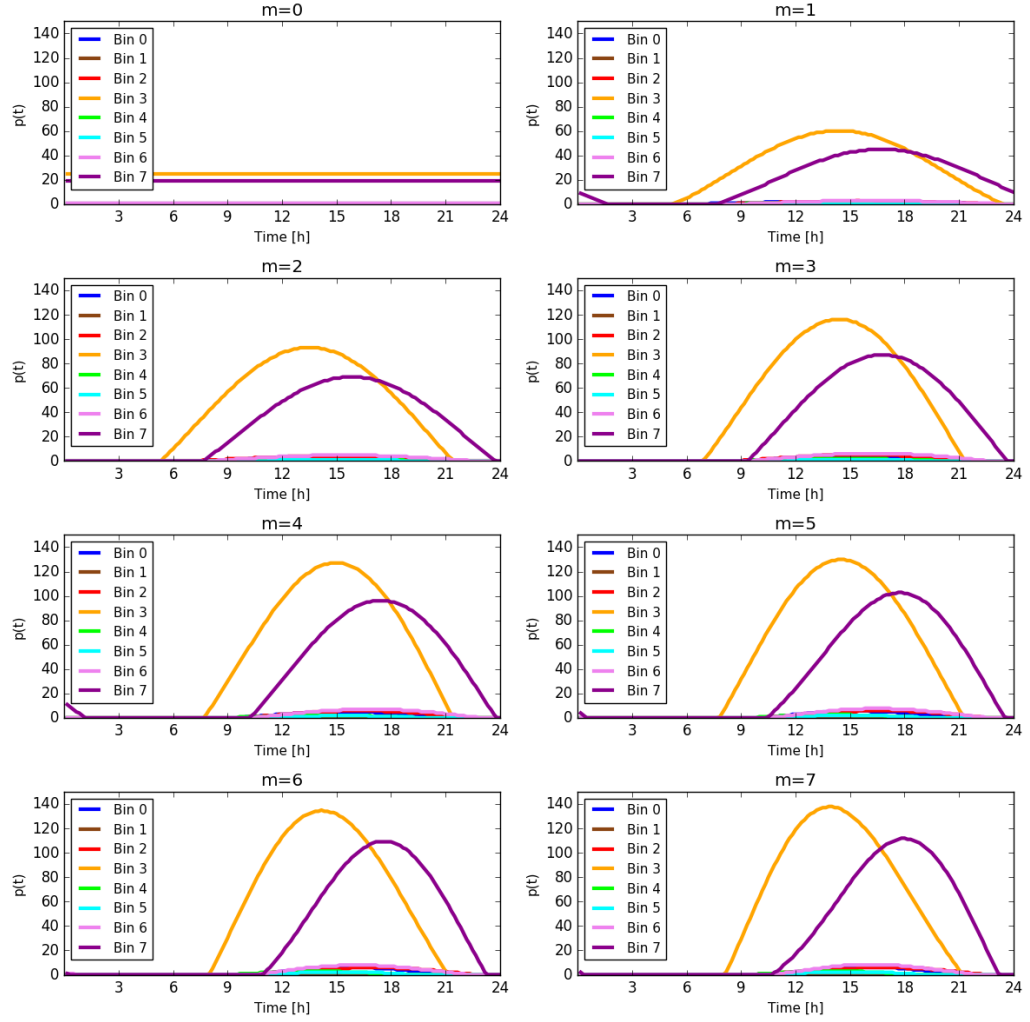 m=0
140
120
100
80
60
40
20
0
p(t)
Bin 0
Bin 1
Bin 2
Bin 3
Bin 4
Bin 5
Bin 6
Bin 7
3 6 9 12 15 18 21 24
Time [h]
m=1
140
120
100
80
60
40
20
0
p(t)
Bin 0
Bin 1
Bin 2
Bin 3
Bin 4
Bin 5
Bin 6
Bin 7
3 6 9 12 15 18 21 24
Time [h]
m=2
140
120
100
80
60
40
20
0
p(t)
Bin 0
Bin 1
Bin 2
Bin 3
Bin 4
Bin 5
Bin 6
Bin 7
3 6 9 12 15 18 21 24
Time [h]
m=3
140
120
100
80
60
40
20
0
p(t)
Bin 0
Bin 1
Bin 2
Bin 3
Bin 4
Bin 5
Bin 6
Bin 7
3 6 9 12 15 18 21 24
Time [h]
m=4
140
120
100
80
60
40
20
0
p(t)
Bin 0
Bin 1
Bin 2
Bin 3
Bin 4
Bin 5
Bin 6
Bin 7
3 6 9 12 15 18 21 24
Time [h]
m=5
140
120
100
80
60
40
20
0
p(t)
Bin 0
Bin 1
Bin 2
Bin 3
Bin 4
Bin 5
Bin 6
Bin 7
3 6 9 12 15 18 21 24
Time [h]
m=6
140
120
100
80
60
40
20
0
p(t)
Bin 0
Bin 1
Bin 2
Bin 3
Bin 4
Bin 5
Bin 6
Bin 7
3 6 9 12 15 18 21 24
Time [h]
m=7
140
120
100
80
60
40
20
0
p(t)
Bin 0
Bin 1
Bin 2
Bin 3
Bin 4
Bin 5
Bin 6
Bin 7
3 6 9 12 15 18 21 24
Time [h]